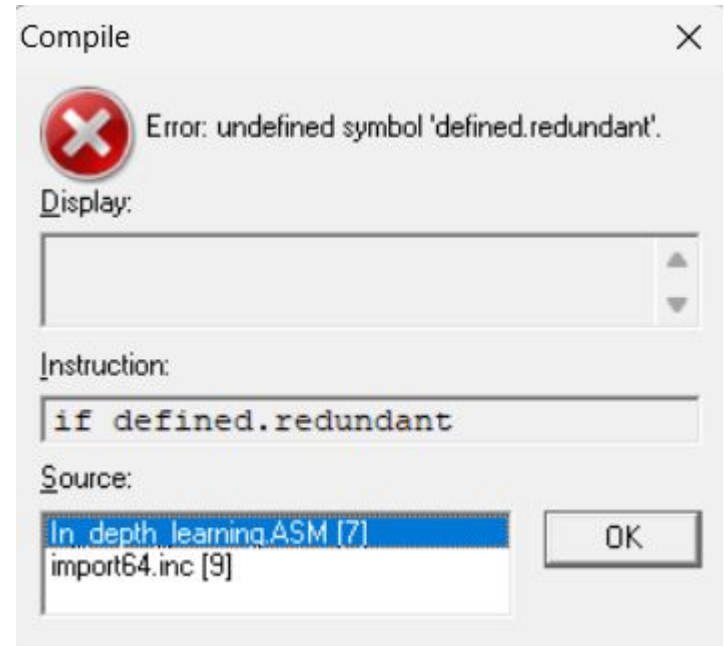 Compile
Error: undefined symbol 'defined.redundant'.
Display:
Instruction:
if defined.redundant
Source:
In_depth_learning.ASM [7]
import64.inc [9]
OK